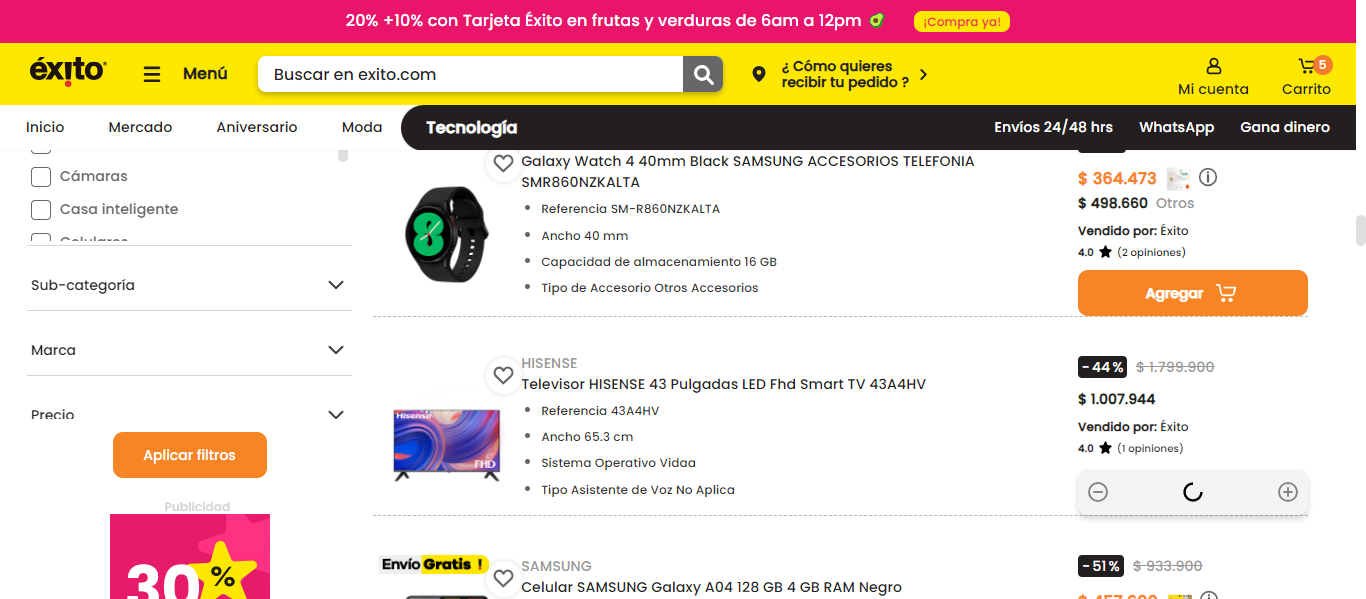 20% +10% con Tarjeta Éxito en frutas y verduras de 6am a 12pm
¡Compra ya!
éxito
Menú
Buscar en exito.com
¿ Cómo quieres
recibir tu pedido ?
Mi cuenta
5
Carrito
Inicio
Mercado
Aniversario
Moda
Tecnología
Envíos 24/48 hrs
WhatsApp
Gana dinero
Cámaras
Casa inteligente
Celulares
Sub-categoría
Marca
Precio
Aplicar filtros
Publicidad
30%
Galaxy Watch 4 40mm Black SAMSUNG ACCESORIOS TELEFONIA
SMR860NZKALTA
Referencia SM-R860NZKALTA
Ancho 40 mm
Capacidad de almacenamiento 16 GB
Tipo de Accesorio Otros Accesorios
$ 364.473
$ 498.660 Otros
Vendido por: Éxito
4.0 (2 opiniones)
Agregar
HISENSE
Televisor HISENSE 43 Pulgadas LED Fhd Smart TV 43A4HV
Referencia 43A4HV
Ancho 65.3 cm
Sistema Operativo Vidaa
Tipo Asistente de Voz No Aplica
Hisense
FHD
- 44 % $ 1.799.900
$ 1.007.944
Vendido por: Éxito
4.0 (1 opiniones)
Envío Gratis !
SAMSUNG
Celular SAMSUNG Galaxy A04 128 GB 4 GB RAM Negro
- 51 % $ 933.900